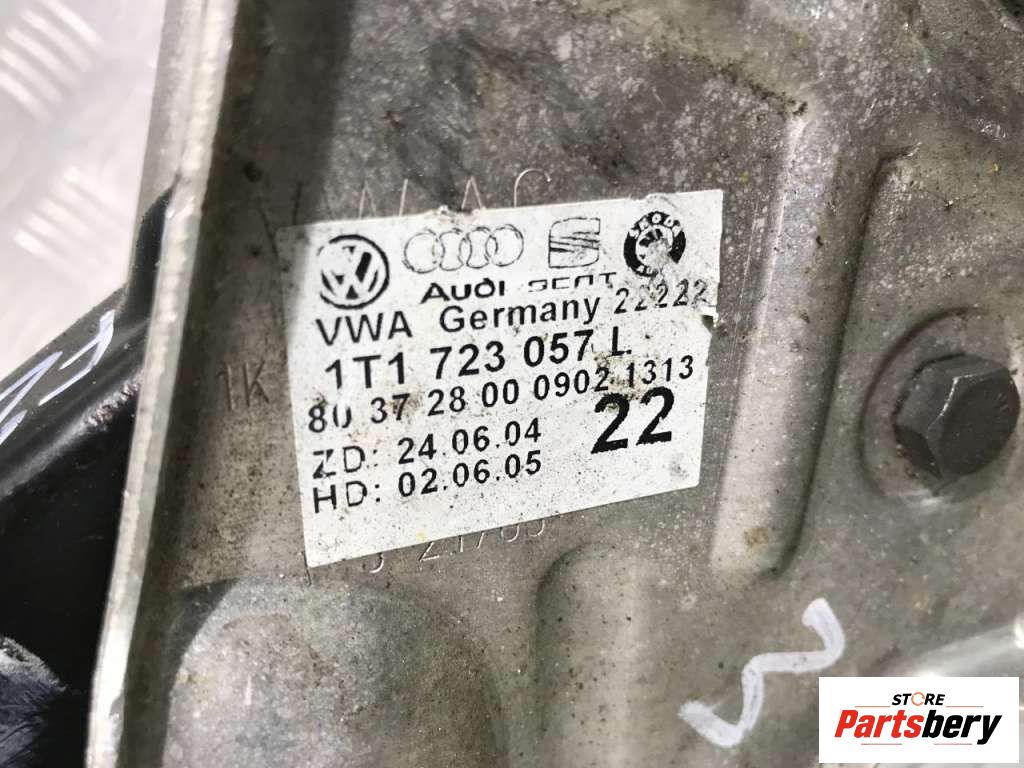 ŠKODA
AUDI SEAT
VWA Germany 22222
1T1 723 057 L
1K
80 37 28 00 0902 1313
22
ZD: 24 06.04
HD: 02.06.05
STORE
Partsbery